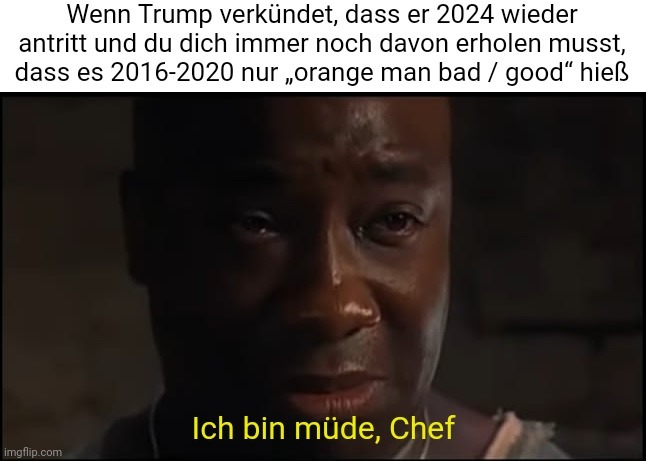 Wenn Trump verkündet, dass er 2024 wieder
antritt und du dich immer noch davon erholen musst,
dass es 2016-2020 nur „orange man bad / good“ hieß
Ich bin müde, Chef
imgflip.com